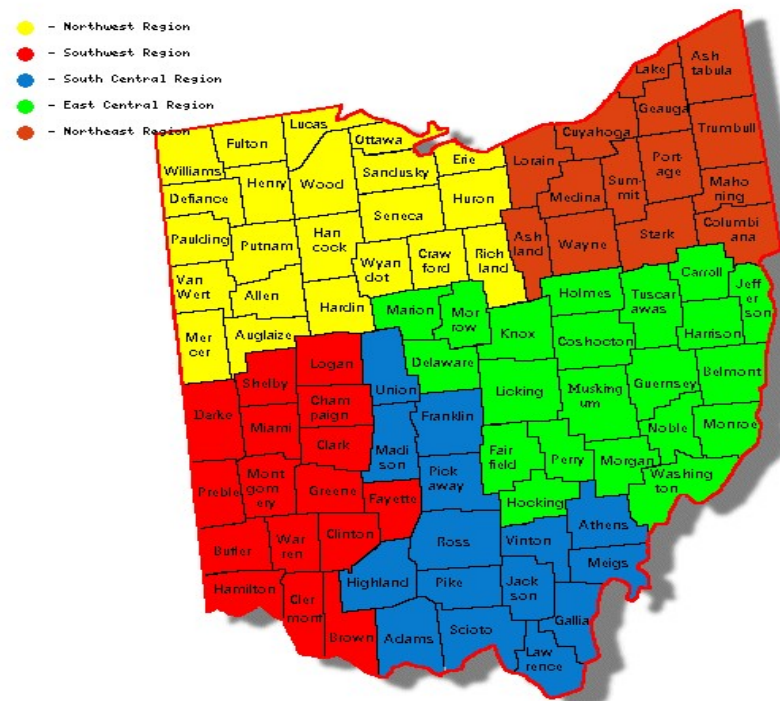 - Northwest Region
- Southwest Region
- South Central Region
- East Central Region
- Northeast Region
Ash
tabula
Lake
Geauga
Cuyahoga
Trumbull
Lorain
Port-
age
Sum-
mit
Medina
Maho
ning
Ash
land
Wayne
Stark
Columbi
ana
Lucas
Fulton
Ottawa
Williams
Erie
Wood
Sandusky
Henry
Defiance
Huron
Seneca
Paulding
Putnam
Han
cock
Wyan
dot
Craw
ford
Rich
land
Van
Wert
Allen
Hardin
Mer
cer
Auglaize
Marion
Mor
row
Knox
Holmes
Tuscar
awas
Carroll
Jeff
er
son
Coshocton
Harrison
Delaware
Licking
Muskin
gum
Guernsey
Belmont
Noble
Monroe
Fair
field
Perry
Morgan
Washing
ton
Hocking
Logan
Shelby
Cham
paign
Darke
Miami
Clark
Mont
gom
ery
Preble
Greene
Fayette
Butler
War
ren
Clinton
Hamilton
Cler
mont
Brown
Union
Franklin
Madi
son
Pick
away
Athens
Ross
Vinton
Meigs
Highland
Pike
Jack
son
Gallia
Adams
Scioto
Law
rence